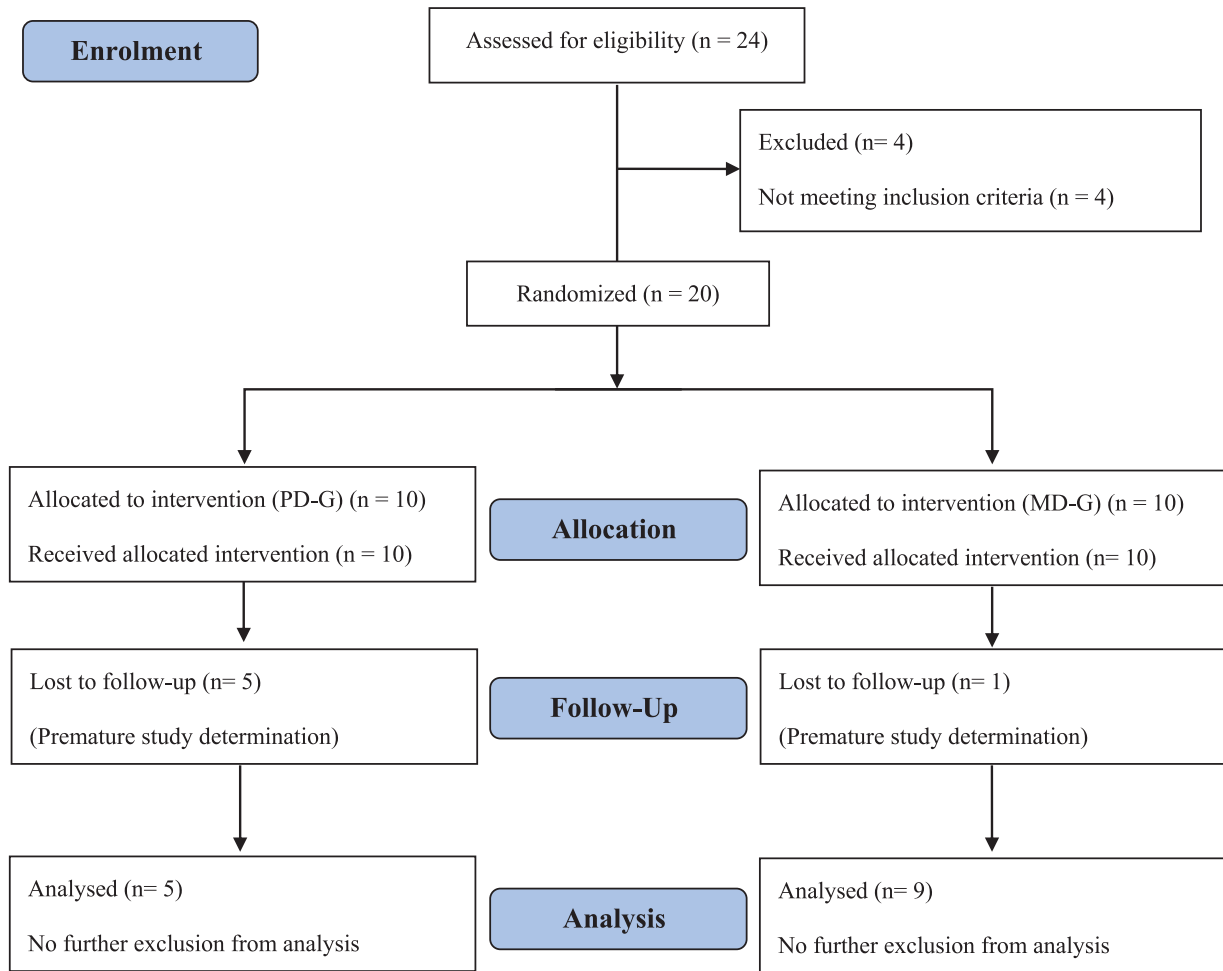 Enrolment
Assessed for eligibility (n = 24)
Excluded (n= 4)
Not meeting inclusion criteria (n = 4)
Randomized (n = 20)
Allocated to intervention (PD-G) (n = 10)
Received allocated intervention (n = 10)
Allocation
Allocated to intervention (MD-G) (n = 10)
Received allocated intervention (n= 10)
Lost to follow-up (n= 5)
(Premature study determination)
Follow-Up
Lost to follow-up (n= 1)
(Premature study determination)
Analysed (n= 5)
No further exclusion from analysis
Analysis
Analysed (n= 9)
No further exclusion from analysis